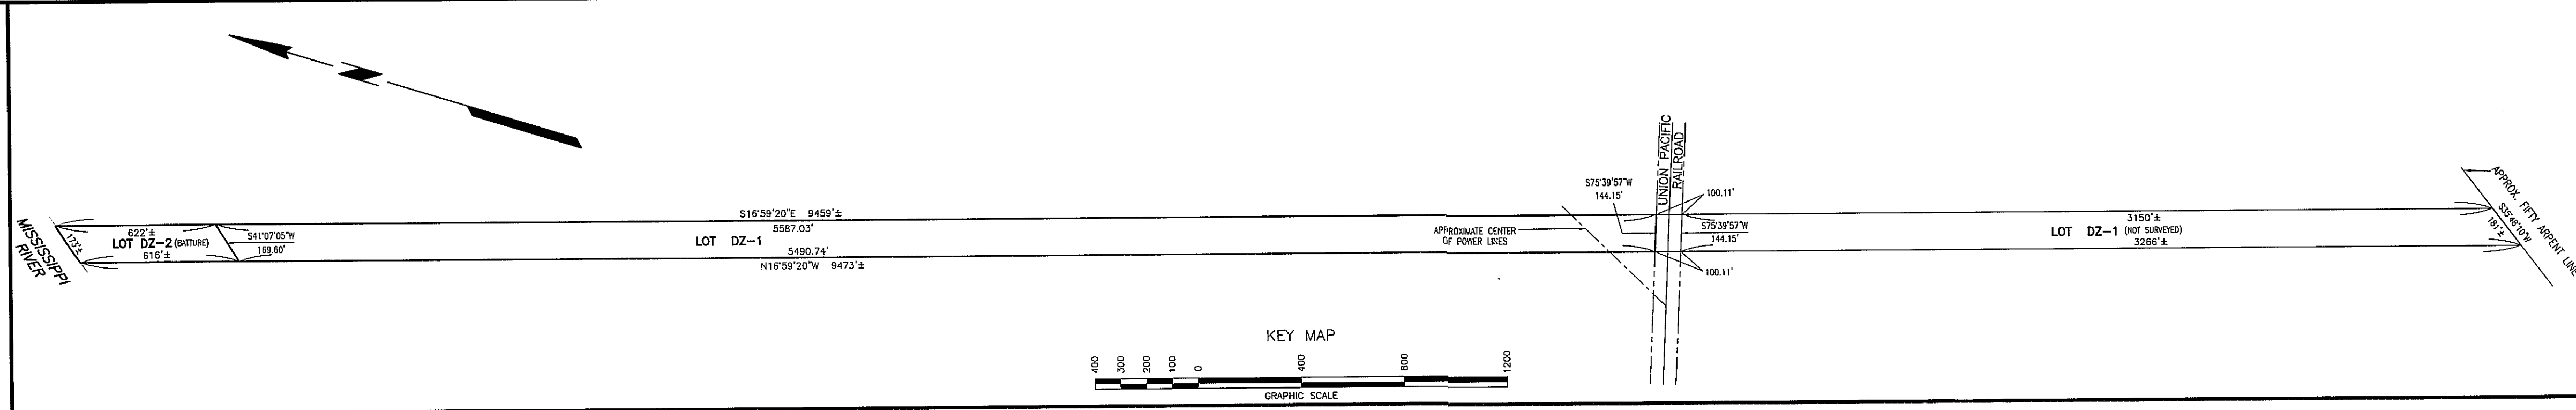 MISSISSIPPI
RIVER
173'±
622'±
LOT DZ-2 (BATTURE)
616'±
S41°07'05"W
169.60'
S16°59'20"E 9459'±
5587.03'
LOT DZ-1
5490.74'
N16°59'20"W 9473'±
APPROXIMATE CENTER
OF POWER LINES
S75°39'57"W
144.15'
UNION PACIFIC
RAILROAD
100.11'
S75°39'57"W
144.15'
100.11'
3150'±
LOT DZ-1 (NOT SURVEYED)
3266'±
APPROX. FIFTY ARPENT LINE
S35°48'10"W
181'±
KEY MAP
400 300 200 100 0 400 800 1200
GRAPHIC SCALE